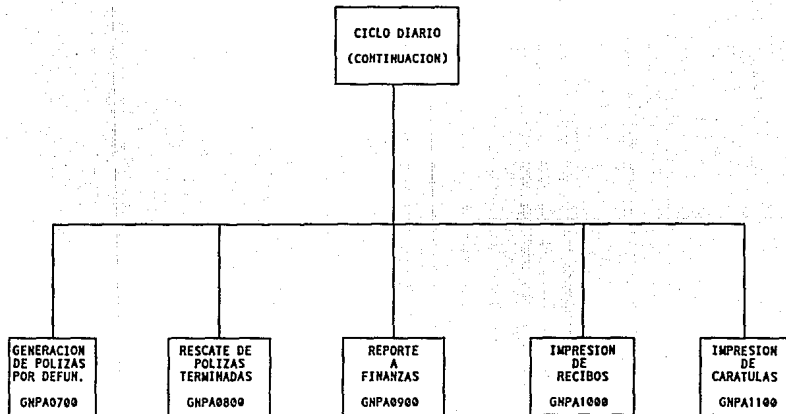 CICLO DIARIO
(CONTINUACION)
GENERACION
DE POLIZAS
POR DEFUN.
GNPA0700
RESCATE DE
POLIZAS
TERMINADAS
GNPA0800
REPORTE
A
FINANZAS
GNPA0900
IMPRESION
DE
RECIBOS
GNPA1000
IMPRESION
DE
CARATULAS
GNPA1100